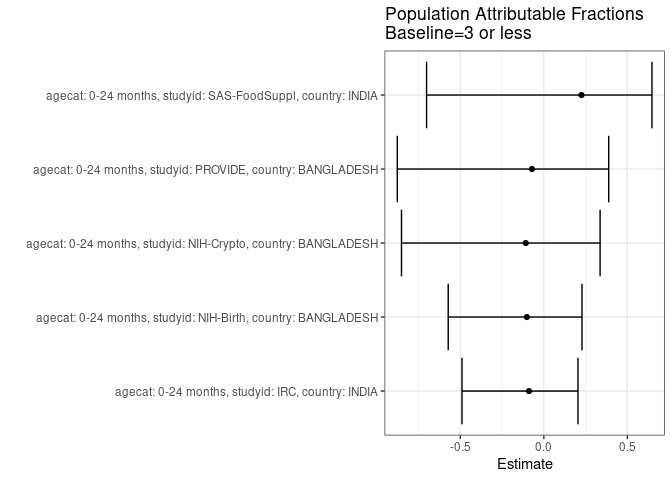 Population Attributable Fractions
Baseline=3 or less
agecat: 0-24 months, studyid: SAS-FoodSuppl, country: INDIA
agecat: 0-24 months, studyid: PROVIDE, country: BANGLADESH
agecat: 0-24 months, studyid: NIH-Crypto, country: BANGLADESH
agecat: 0-24 months, studyid: NIH-Birth, country: BANGLADESH
agecat: 0-24 months, studyid: IRC, country: INDIA
-0.5 0.0 0.5
Estimate